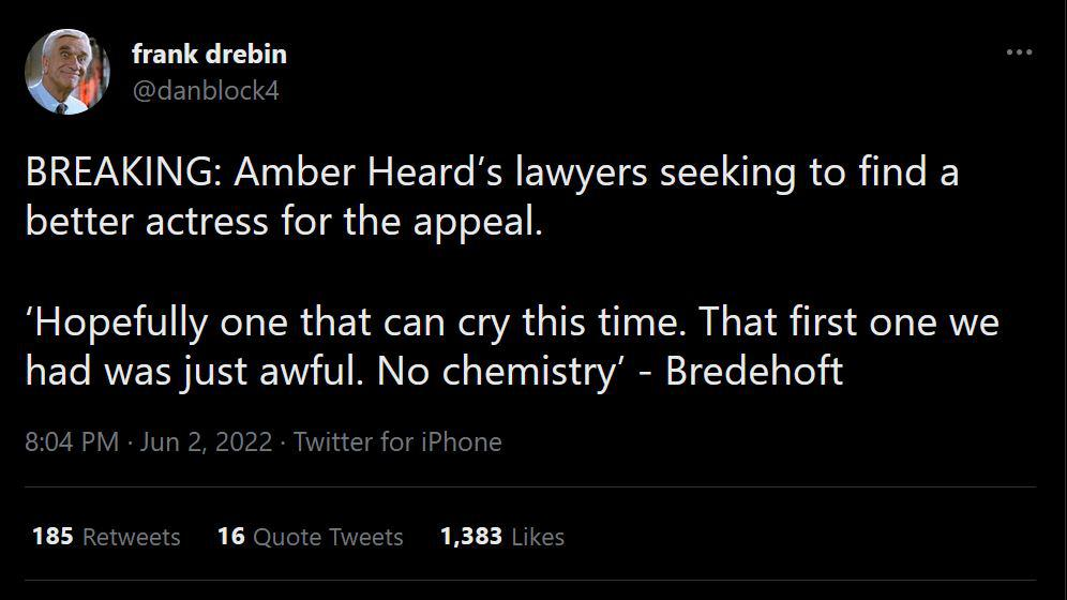 frank drebin
@danblock4
BREAKING: Amber Heard’s lawyers seeking to find a
better actress for the appeal.
‘Hopefully one that can cry this time. That first one we
had was just awful. No chemistry’ - Bredehoft
8:04 PM · Jun 2, 2022 · Twitter for iPhone
185 Retweets 16 Quote Tweets 1,383 Likes